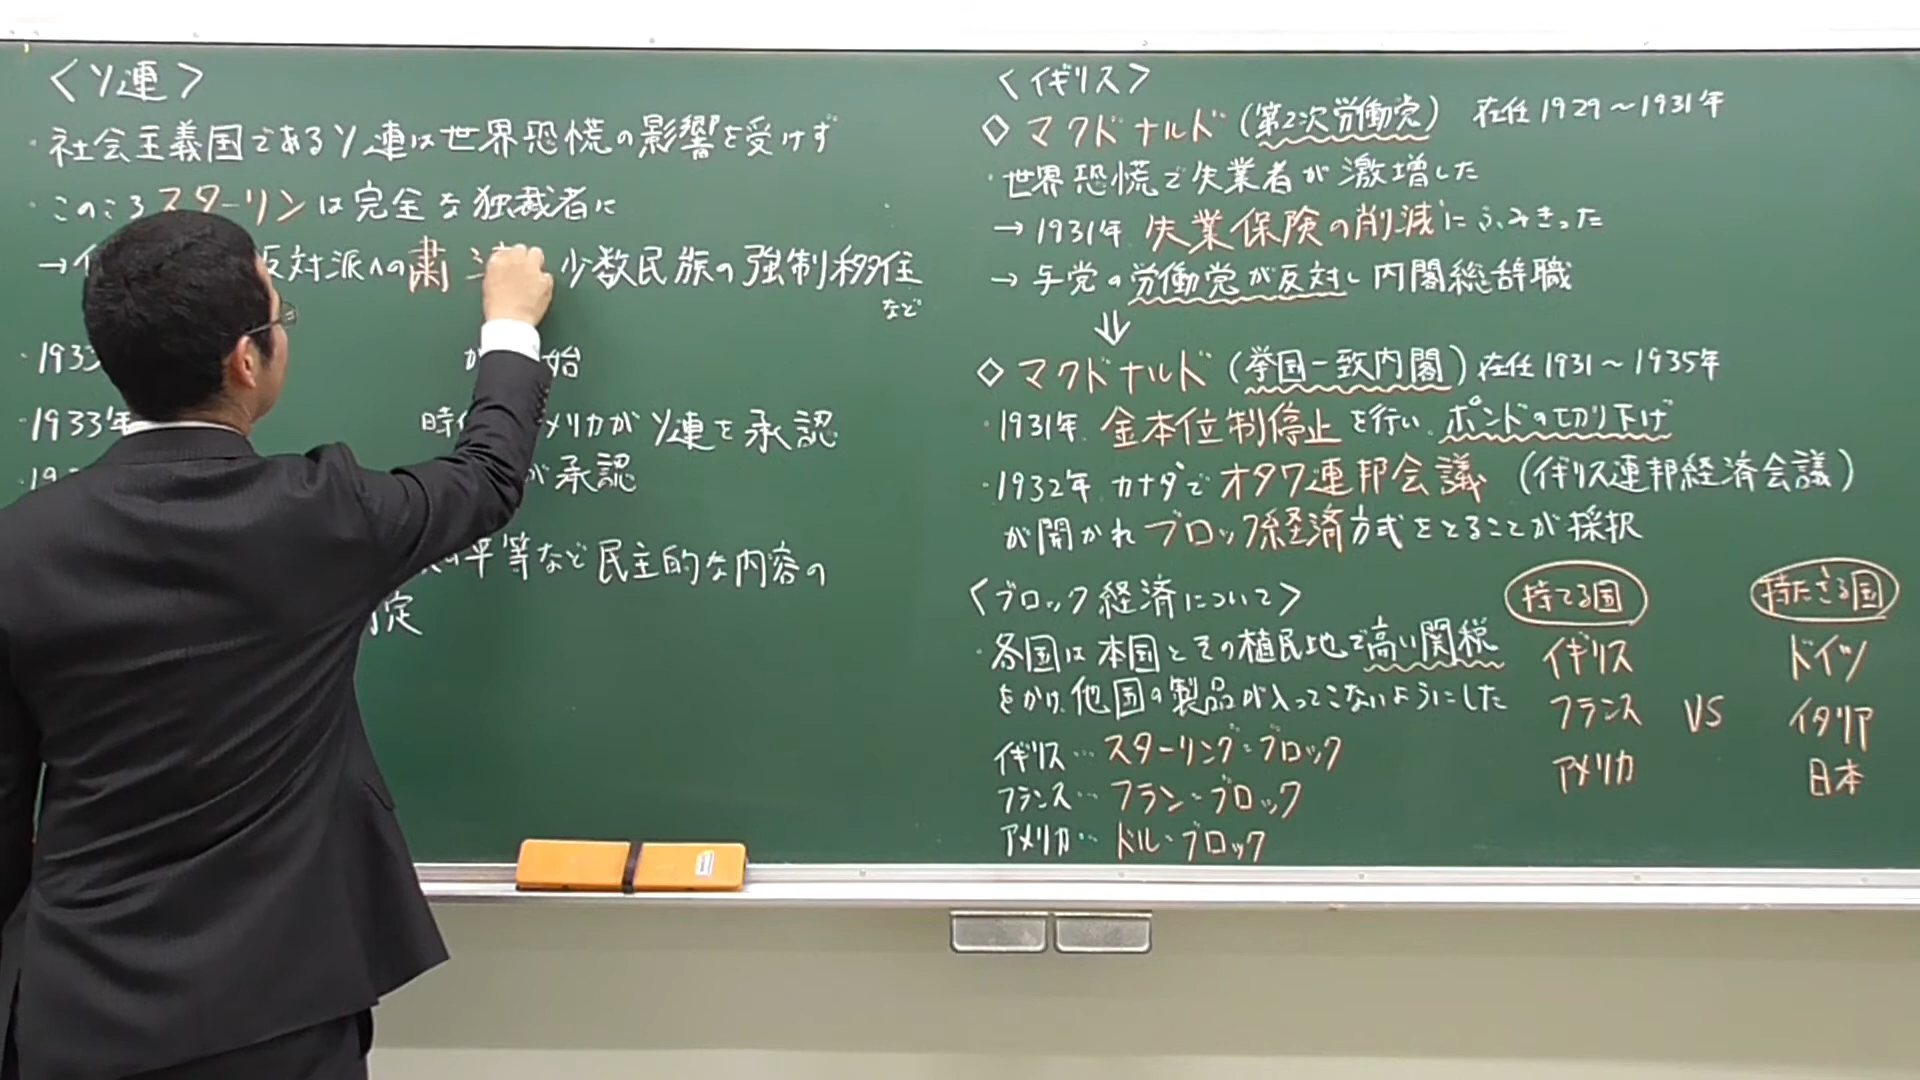 〈ソ連〉
・社会主義国であるソ連は世界恐慌の影響を受けず
・このころスターリンは完全な独裁者に
→ 反対派への粛 少数民族の強制移住
など
・1933 が 始
・1933年 時 メリカがソ連を承認
が承認
の平等など民主的な内容の
定
〈イギリス〉
◇マクドナルド(第2次労働党) 在任1929～1931年
・世界恐慌で失業者が激増した
→1931年 失業保険の削減にふみきった
→与党の労働党が反対し内閣総辞職
⇓
◇マクドナルド(挙国一致内閣)在任1931～1935年
・1931年 金本位制停止を行い、ポンドの切り下げ
・1932年 カナダでオタワ連邦会議(イギリス連邦経済会議)
が開かれブロック経済方式をとることが採択
〈ブロック経済について〉
・各国は本国とその植民地で高い関税
をかけ、他国の製品が入ってこないようにした
イギリス…スターリング=ブロック
フランス…フラン=ブロック
アメリカ…ドル=ブロック
持てる国 持たざる国
イギリス ドイツ
フランス VS イタリア
アメリカ 日本